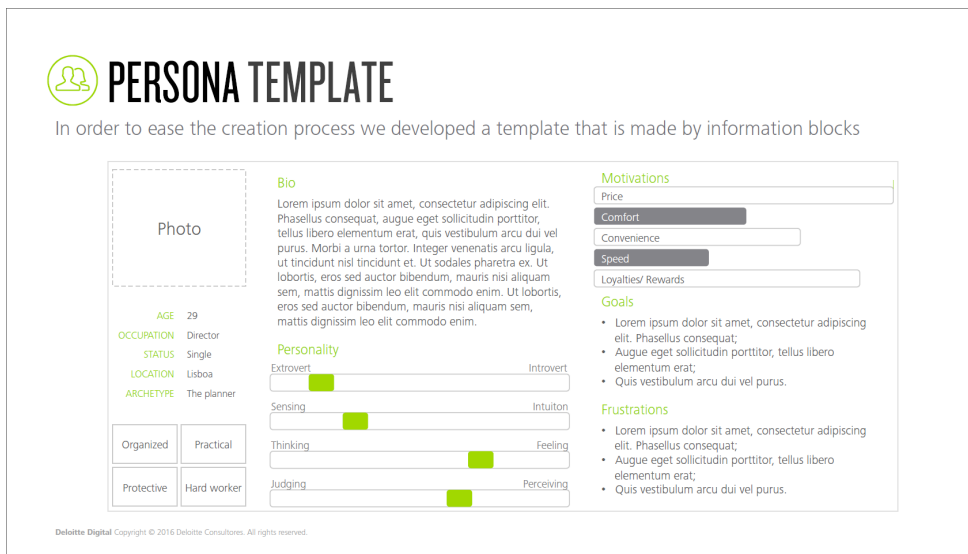 PERSONA TEMPLATE
In order to ease the creation process we developed a template that is made by information blocks
Photo
AGE 29
OCCUPATION Director
STATUS Single
LOCATION Lisboa
ARCHETYPE The planner
Organized Practical
Protective Hard worker
Bio
Lorem ipsum dolor sit amet, consectetur adipiscing elit.
Phasellus consequat, augue eget sollicitudin porttitor,
tellus libero elementum erat, quis vestibulum arcu dui vel
purus. Morbi a urna tortor. Integer venenatis arcu ligula,
ut tincidunt nisl tincidunt et. Ut sodales pharetra ex. Ut
lobortis, eros sed auctor bibendum, mauris nisi aliquam
sem, mattis dignissim leo elit commodo enim. Ut lobortis,
eros sed auctor bibendum, mauris nisi aliquam sem,
mattis dignissim leo elit commodo enim.
Personality
Extrovert Introvert
Sensing Intuiton
Thinking Feeling
Judging Perceiving
Motivations
Price
Comfort
Convenience
Speed
Loyalties/ Rewards
Goals
• Lorem ipsum dolor sit amet, consectetur adipiscing
elit. Phasellus consequat;
• Augue eget sollicitudin porttitor, tellus libero
elementum erat;
• Quis vestibulum arcu dui vel purus.
Frustrations
• Lorem ipsum dolor sit amet, consectetur adipiscing
elit. Phasellus consequat;
• Augue eget sollicitudin porttitor, tellus libero
elementum erat;
• Quis vestibulum arcu dui vel purus.
Deloitte Digital Copyright © 2016 Deloitte Consultores. All rights reserved.